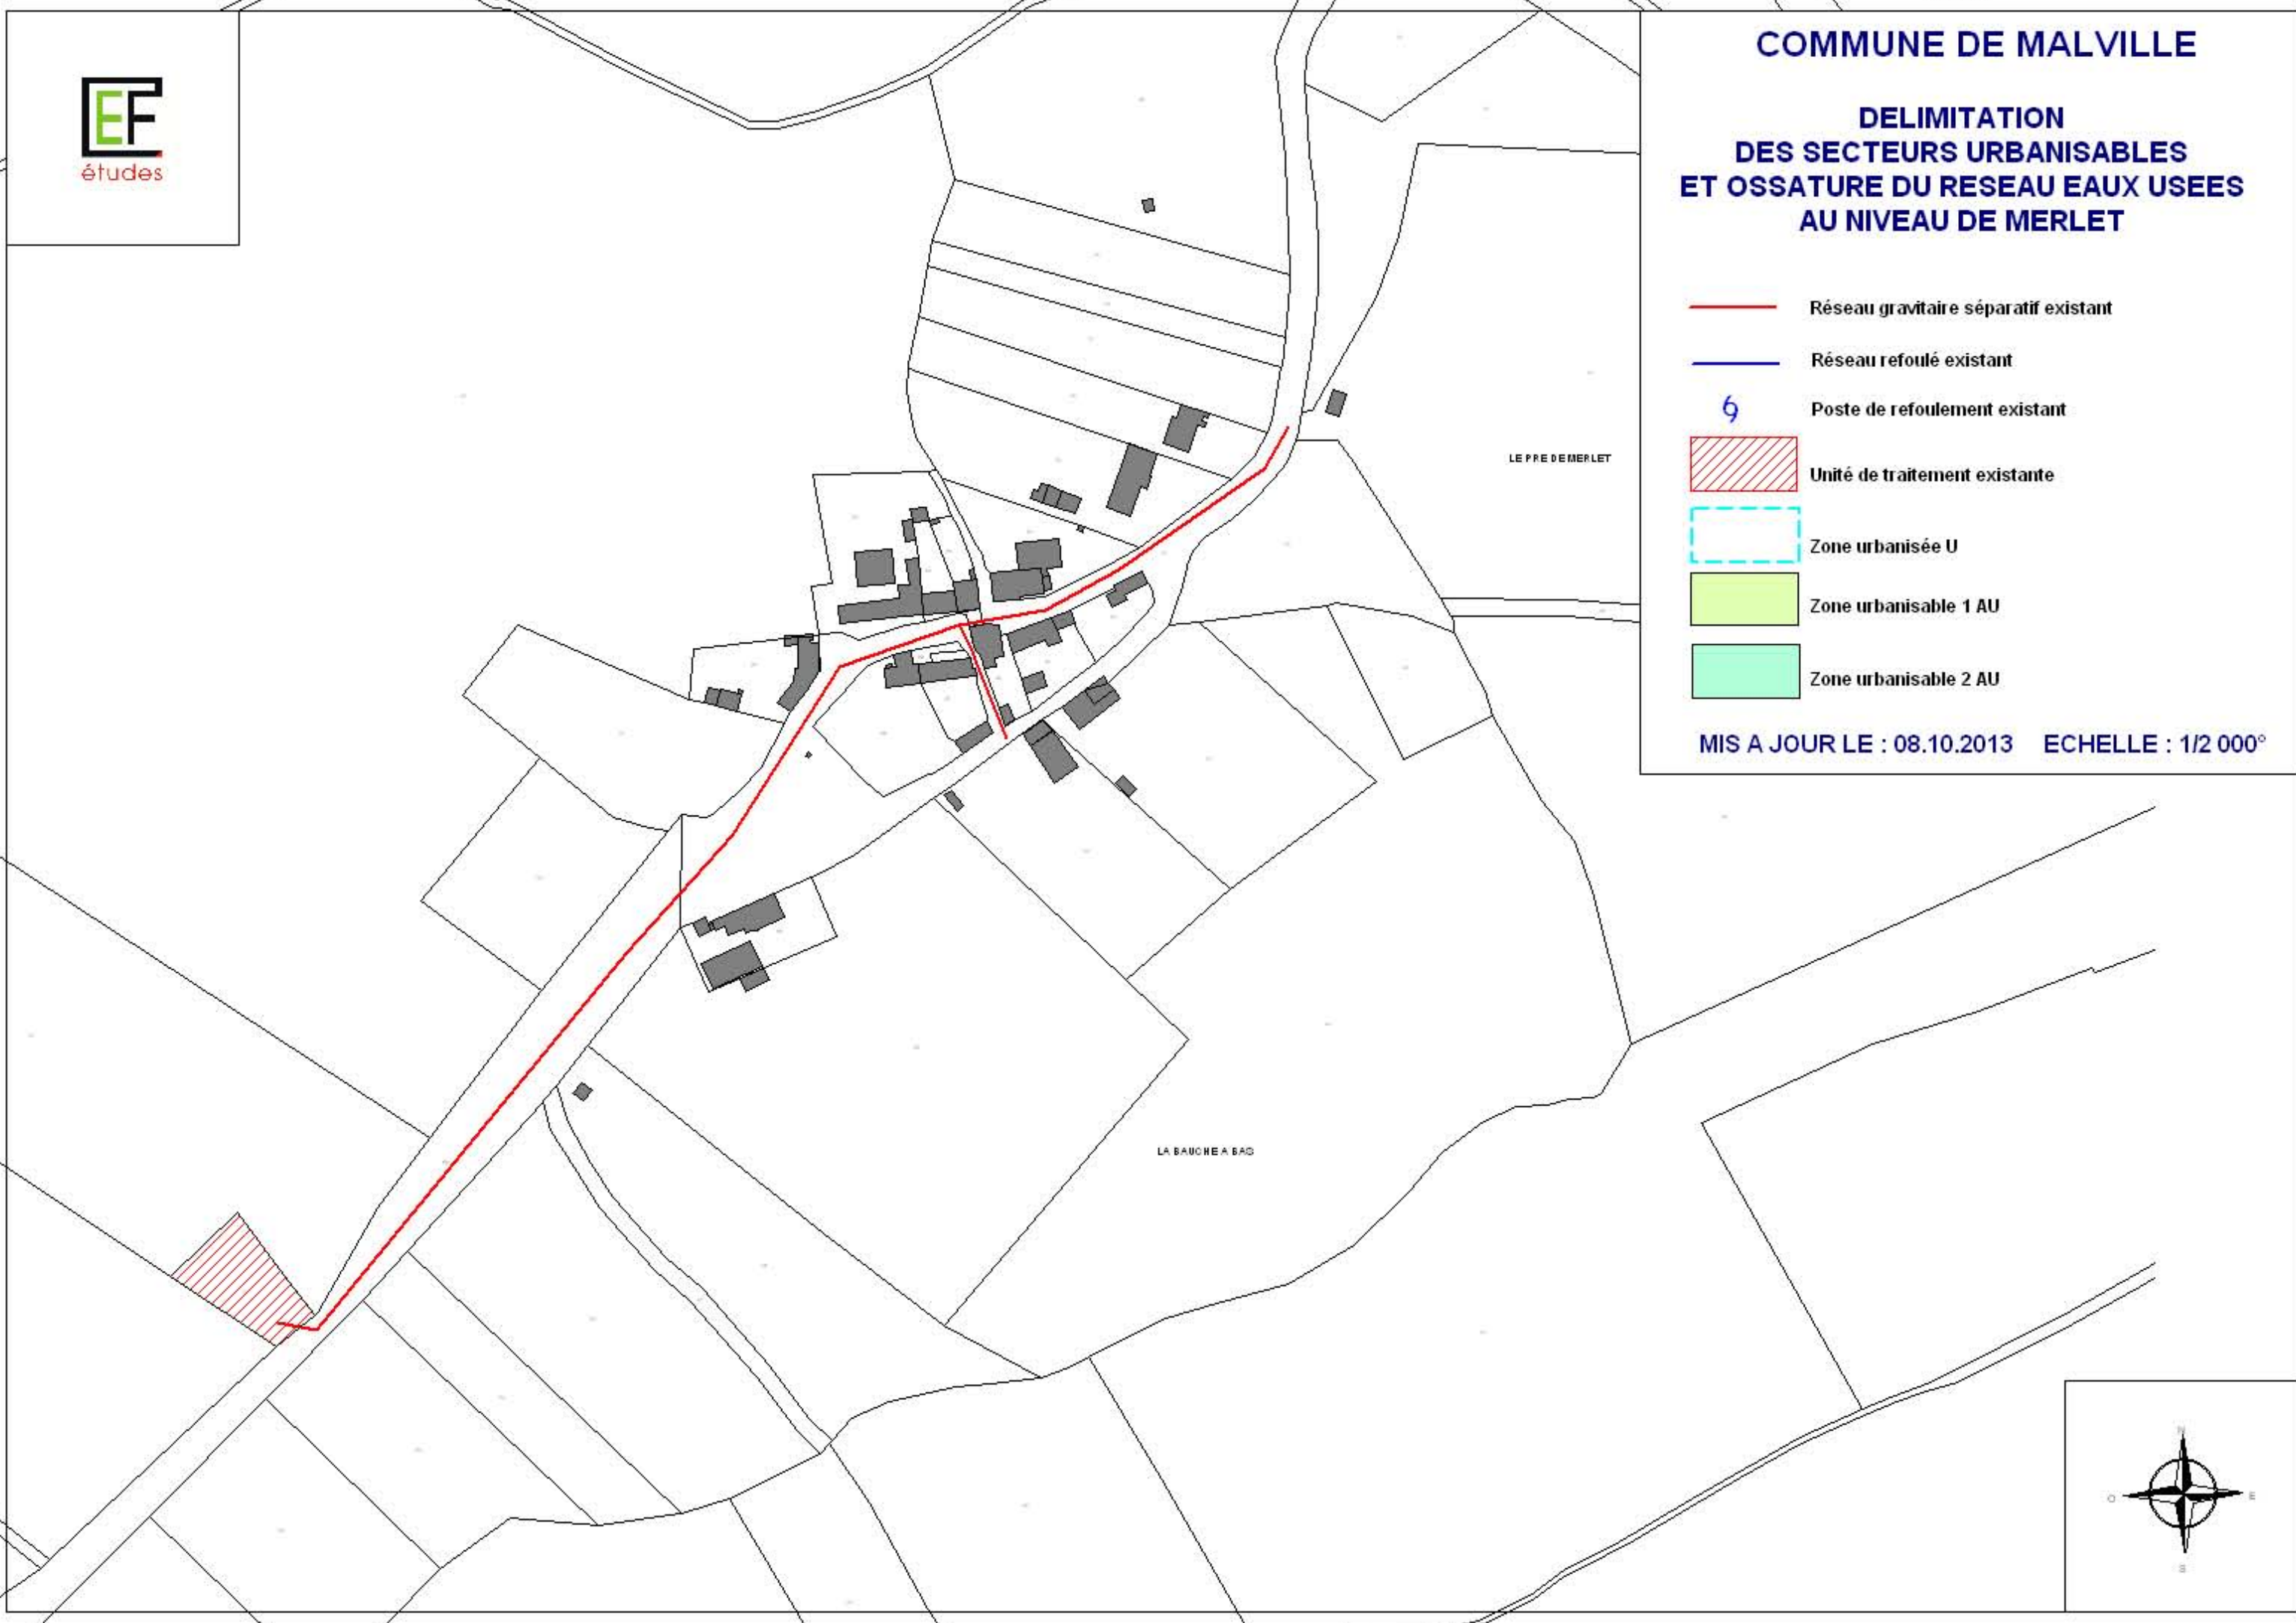 EF
études
COMMUNE DE MALVILLE
DELIMITATION
DES SECTEURS URBANISABLES
ET OSSATURE DU RESEAU EAUX USEES
AU NIVEAU DE MERLET
Réseau gravitaire séparatif existant
Réseau refoulé existant
Poste de refoulement existant
Unité de traitement existante
Zone urbanisée U
Zone urbanisable 1 AU
Zone urbanisable 2 AU
MIS A JOUR LE : 08.10.2013 ECHELLE : 1/2 000°
LE PRE DE MERLET
LA BAUCHE A BAS
N
O E
S